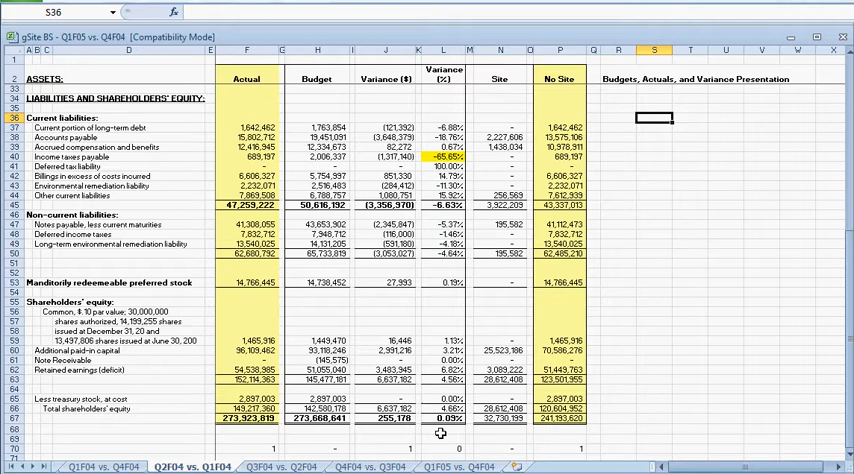 S36 fx
gSite BS - Q1F05 vs. Q4F04 [Compatibility Mode]
A B C D E F G H I J K L M N O P Q R S T U V W X
1
Variance
2 ASSETS: Actual Budget Variance ($) (%) Site No Site Budgets, Actuals, and Variance Presentation
33
34 LIABILITIES AND SHAREHOLDERS' EQUITY:
35
36 Current liabilities:
37 Current portion of long-term debt 1,642,462 1,763,854 (121,392) -6.88% - 1,642,462
38 Accounts payable 15,802,712 19,451,091 (3,648,379) -18.76% 2,227,606 13,575,106
39 Accrued compensation and benefits 12,416,945 12,334,673 82,272 0.67% 1,438,034 10,978,911
40 Income taxes payable 689,197 2,006,337 (1,317,140) -65.65% - 689,197
41 Deferred tax liability - - - 100.00% - -
42 Billings in excess of costs incurred 6,606,327 5,754,997 851,330 14.79% - 6,606,327
43 Environmental remediation liability 2,232,071 2,516,483 (284,412) -11.30% - 2,232,071
44 Other current liabilities 7,869,508 6,788,757 1,080,751 15.92% 256,569 7,612,939
45 47,259,222 50,616,192 (3,356,970) -6.63% 3,922,209 43,337,013
46 Non-current liabilities:
47 Notes payable, less current maturities 41,308,055 43,653,902 (2,345,847) -5.37% 195,582 41,112,473
48 Deferred income taxes 7,832,712 7,948,712 (116,000) -1.46% - 7,832,712
49 Long-term environmental remediation liability 13,540,025 14,131,205 (591,180) -4.18% - 13,540,025
50 62,680,792 65,733,819 (3,053,027) -4.64% 195,582 62,485,210
53 Manditorily redeemeable preferred stock 14,766,445 14,738,452 27,993 0.19% - 14,766,445
55 Shareholders' equity:
56 Common, $.10 par value; 30,000,000
57 shares authorized, 14,199,255 shares
58 issued at December 31, 20 and
59 13,497,806 shares issued at June 30, 200 1,465,916 1,449,470 16,446 1.13% - 1,465,916
60 Additional paid-in capital 96,109,462 93,118,246 2,991,216 3.21% 25,523,186 70,586,276
61 Note Receivable - (145,575) - 0.00% - -
62 Retained earnings (deficit) 54,538,985 51,055,040 3,483,945 6.82% 3,089,222 51,449,763
63 152,114,363 145,477,181 6,637,182 4.56% 28,612,408 123,501,955
64
65 Less treasury stock, at cost 2,897,003 2,897,003 - 0.00% - 2,897,003
66 Total shareholders' equity 149,217,360 142,580,178 6,637,182 4.66% 28,612,408 120,604,952
67 273,923,819 273,668,641 255,178 0.09% 32,730,199 241,193,620
68
69
70 1 - 1 0 - 1
71
Q1F04 vs. Q4F04 Q2F04 vs. Q1F04 Q3F04 vs. Q2F04 Q4F04 vs. Q3F04 Q1F05 vs. Q4F04